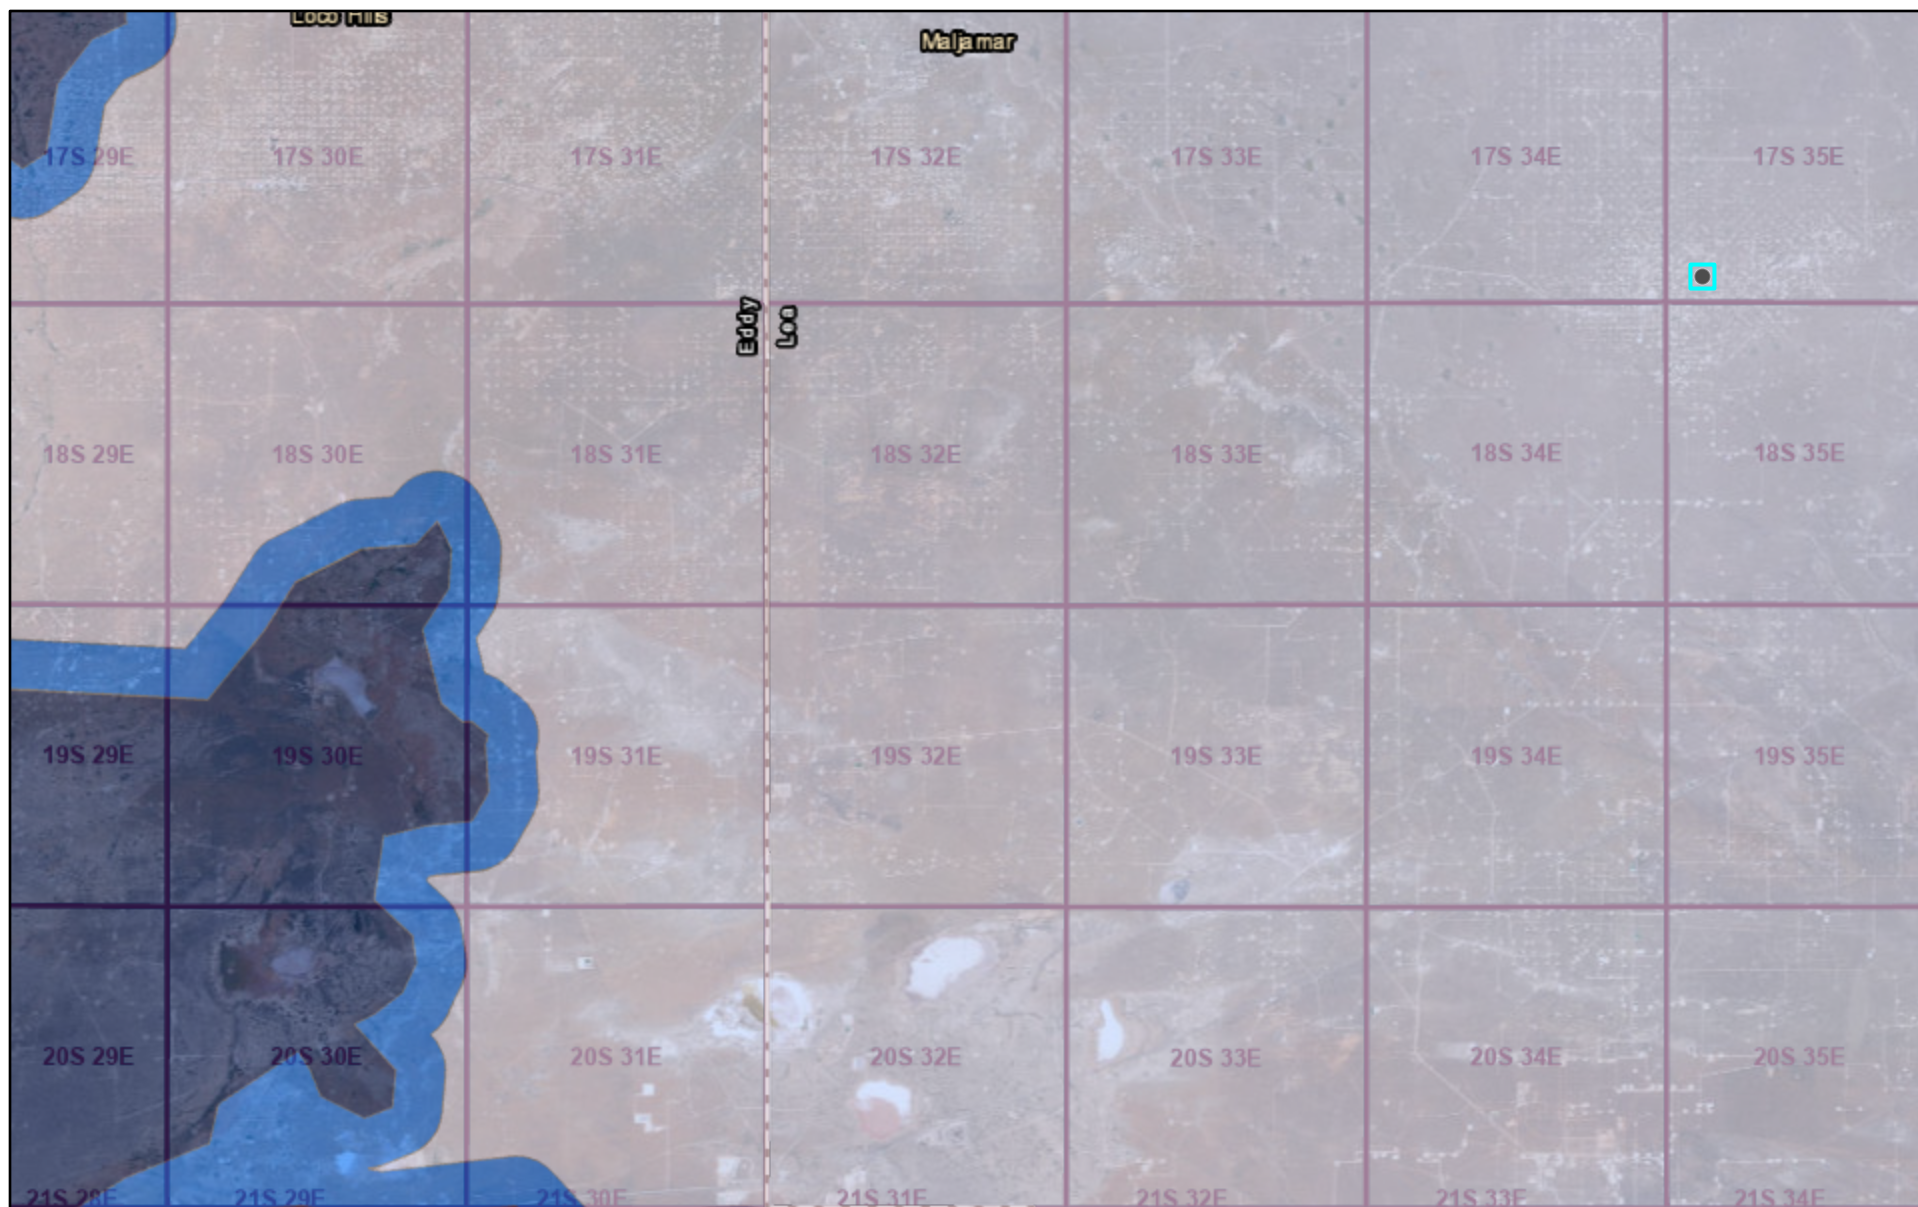 Loco Hills
Maljamar
17S 29E
17S 30E
17S 31E
17S 32E
17S 33E
17S 34E
17S 35E
Eddy
Lea
18S 29E
18S 30E
18S 31E
18S 32E
18S 33E
18S 34E
18S 35E
19S 29E
19S 30E
19S 31E
19S 32E
19S 33E
19S 34E
19S 35E
20S 29E
20S 30E
20S 31E
20S 32E
20S 33E
20S 34E
20S 35E
21S 28E
21S 29E
21S 30E
21S 31E
21S 32E
21S 33E
21S 34E